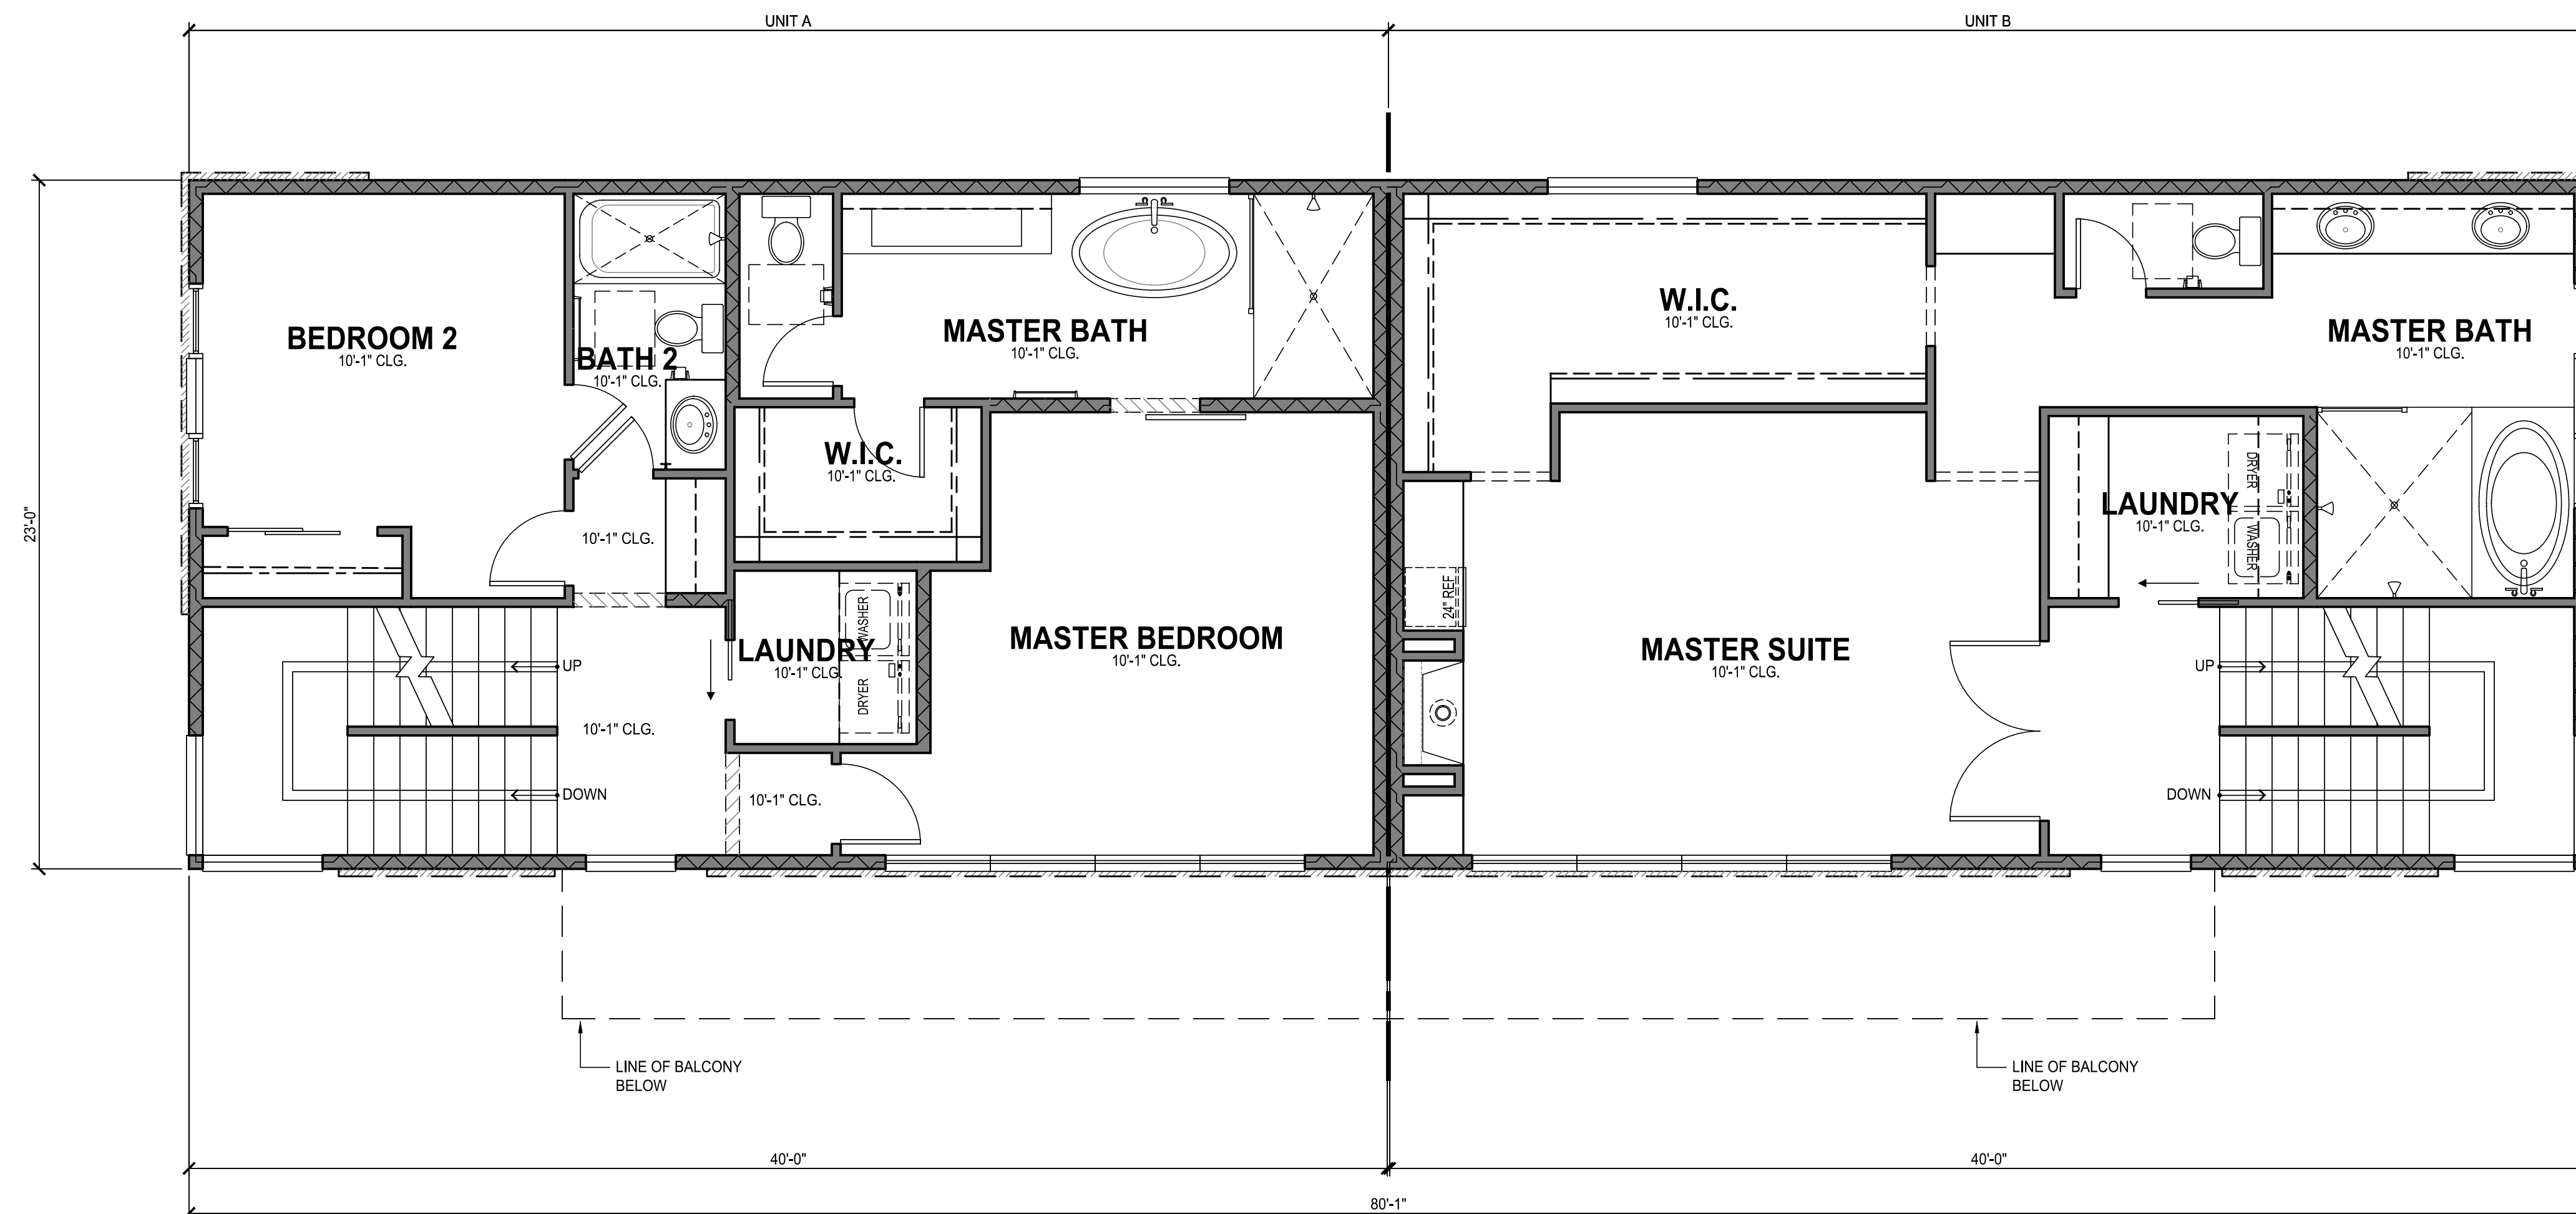 UNIT A
UNIT B
23'-0"
BEDROOM 2
10'-1" CLG.
BATH 2
10'-1" CLG.
MASTER BATH
10'-1" CLG.
W.I.C.
10'-1" CLG.
MASTER BATH
10'-1" CLG.
W.I.C.
10'-1" CLG.
10'-1" CLG.
LAUNDRY
10'-1" CLG.
DRYER
WASHER
24" REF
LAUNDRY
10'-1" CLG.
WASHER
DRYER
MASTER BEDROOM
10'-1" CLG.
MASTER SUITE
10'-1" CLG.
UP
UP
10'-1" CLG.
DOWN
10'-1" CLG.
DOWN
LINE OF BALCONY
BELOW
LINE OF BALCONY
BELOW
40'-0"
40'-0"
80'-1"